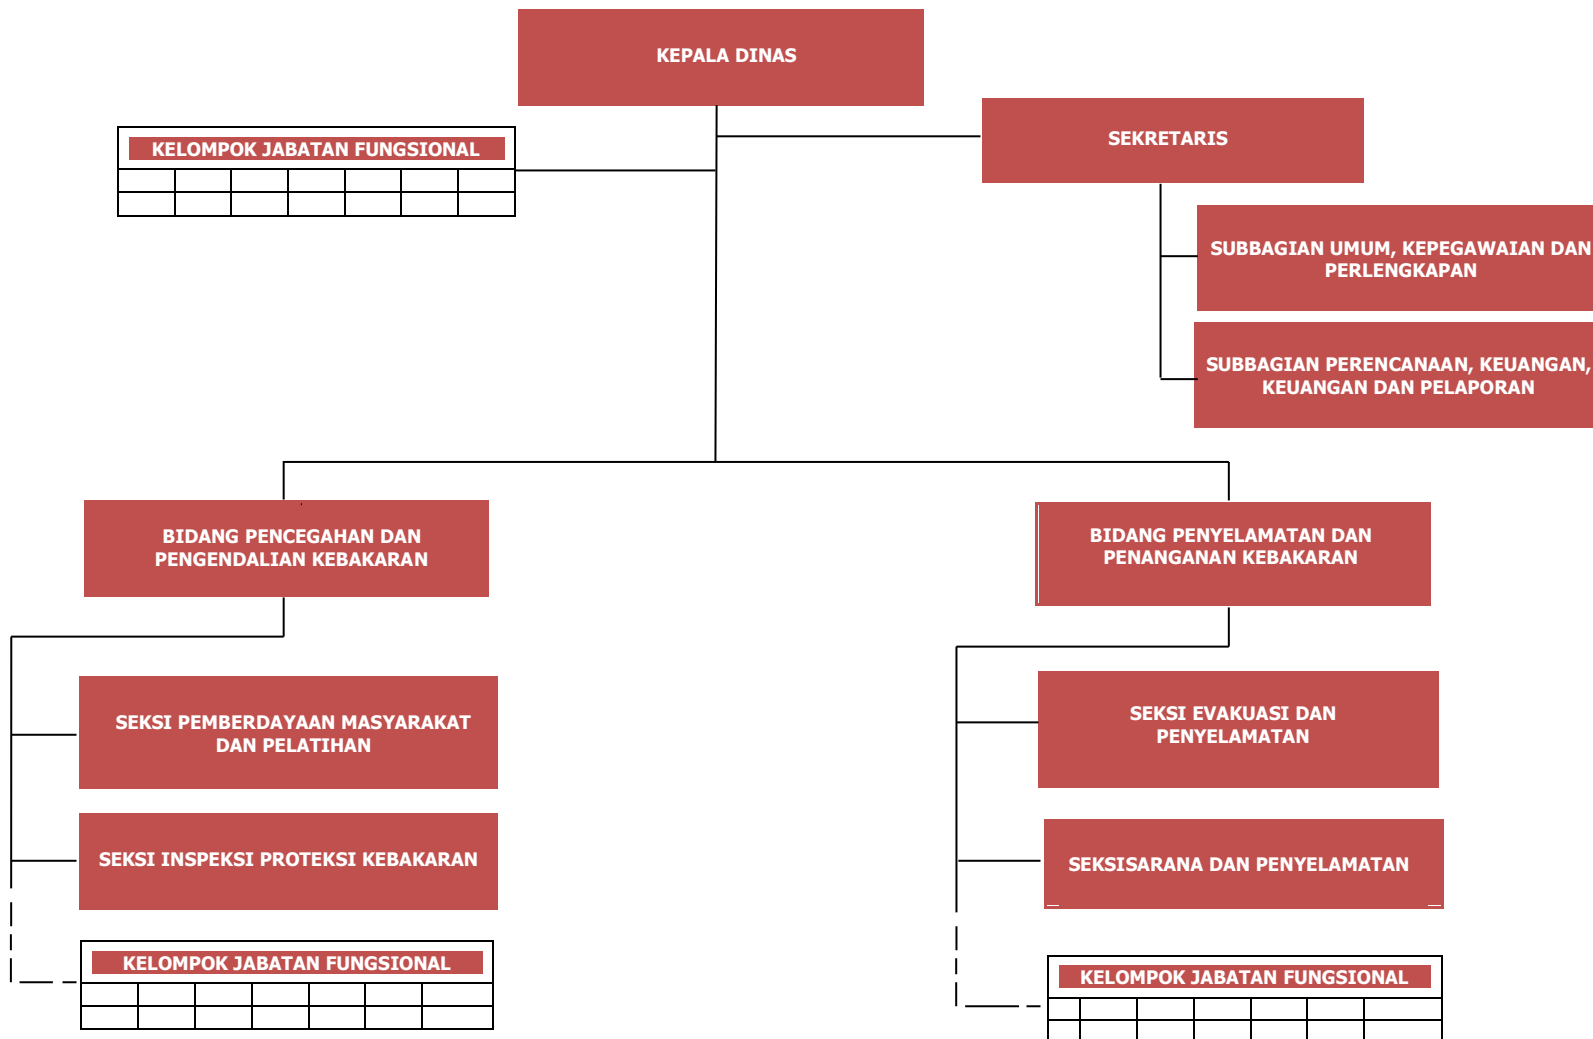 KEPALA DINAS
SEKRETARIS
KELOMPOK JABATAN FUNGSIONAL
SUBBAGIAN UMUM, KEPEGAWAIAN DAN
PERLENGKAPAN
SUBBAGIAN PERENCANAAN, KEUANGAN,
KEUANGAN DAN PELAPORAN
BIDANG PENCEGAHAN DAN
PENGENDALIAN KEBAKARAN
BIDANG PENYELAMATAN DAN
PENANGANAN KEBAKARAN
SEKSI PEMBERDAYAAN MASYARAKAT
DAN PELATIHAN
SEKSI EVAKUASI DAN
PENYELAMATAN
SEKSI INSPEKSI PROTEKSI KEBAKARAN
SEKSISARANA DAN PENYELAMATAN
KELOMPOK JABATAN FUNGSIONAL
KELOMPOK JABATAN FUNGSIONAL